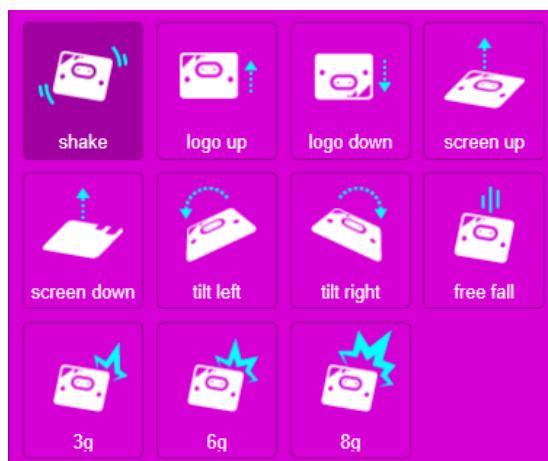 shake
logo up
logo down
screen up
screen down
tilt left
tilt right
free fall
3g
6g
8g